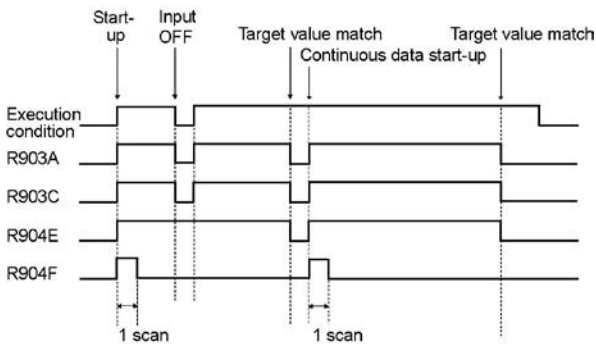 Start-
up
Input
OFF
Target value match
Target value match
Continuous data start-up
Execution
condition
R903A
R903C
R904E
R904F
1 scan
1 scan